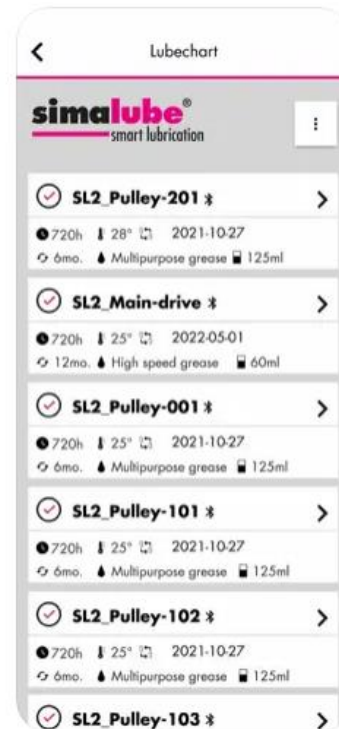 Lubechart
simalube®
smart lubrication
SL2_Pulley-201
720h 28° 2021-10-27
6mo. Multipurpose grease 125ml
SL2_Main-drive
720h 25° 2022-05-01
12mo. High speed grease 60ml
SL2_Pulley-001
720h 25° 2021-10-27
6mo. Multipurpose grease 125ml
SL2_Pulley-101
720h 25° 2021-10-27
6mo. Multipurpose grease 125ml
SL2_Pulley-102
720h 25° 2021-10-27
6mo. Multipurpose grease 125ml
SL2_Pulley-103